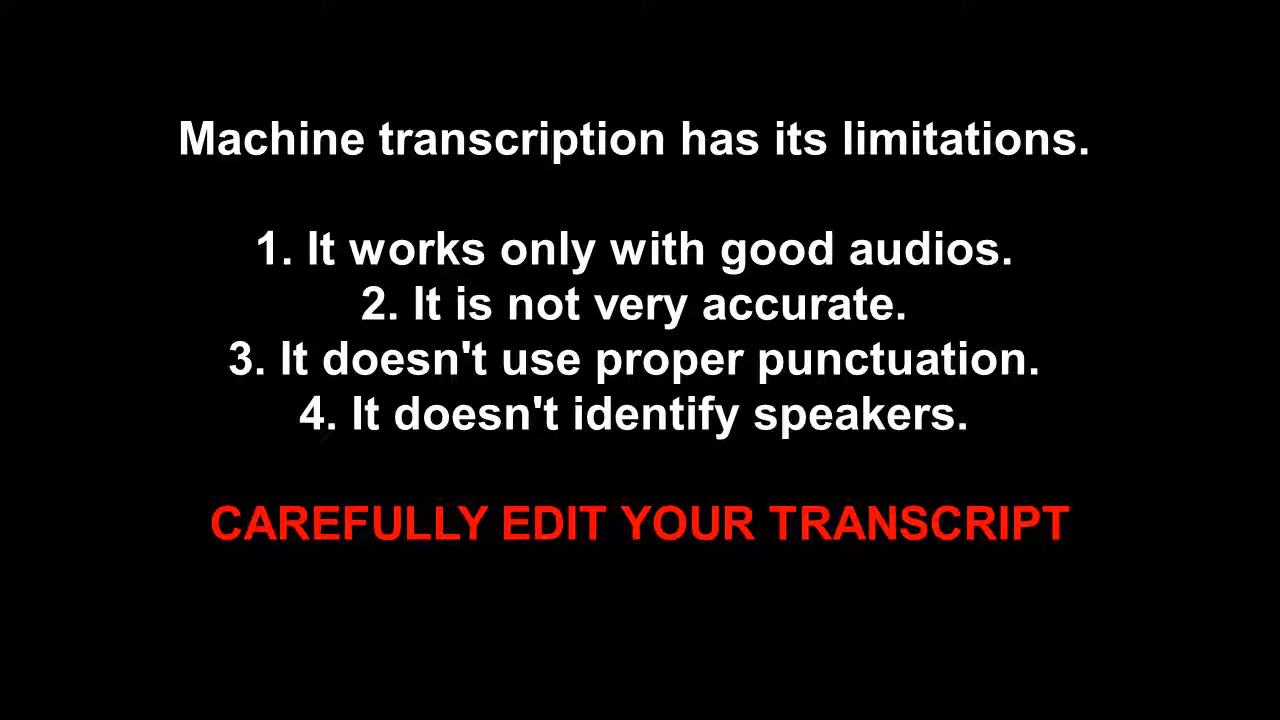 Machine transcription has its limitations.
1. It works only with good audios.
2. It is not very accurate.
3. It doesn't use proper punctuation.
4. It doesn't identify speakers.
CAREFULLY EDIT YOUR TRANSCRIPT